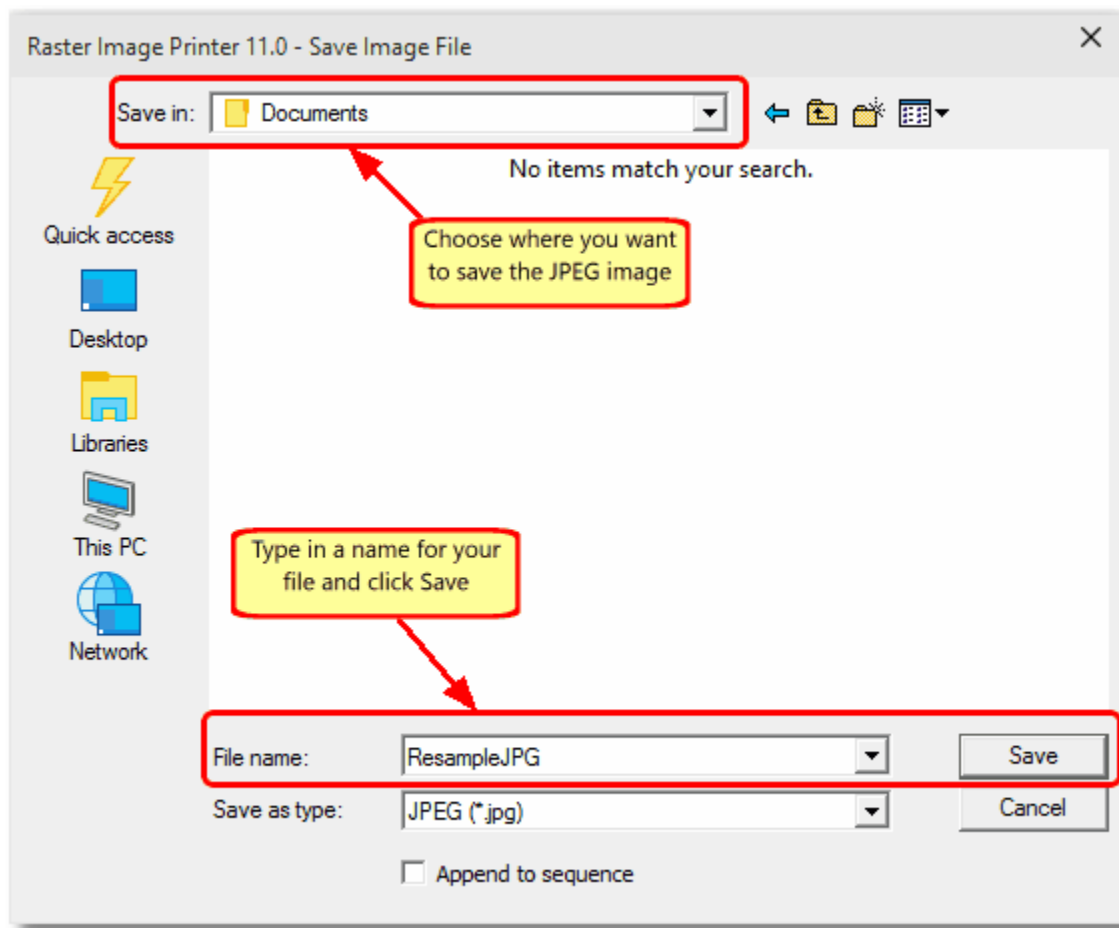 Raster Image Printer 11.0 - Save Image File
Save in:
Documents
No items match your search.
Quick access
Choose where you want
to save the JPEG image
Desktop
Libraries
This PC
Type in a name for your
file and click Save
Network
File name:
ResampleJPG
Save
Save as type:
JPEG (*.jpg)
Cancel
Append to sequence